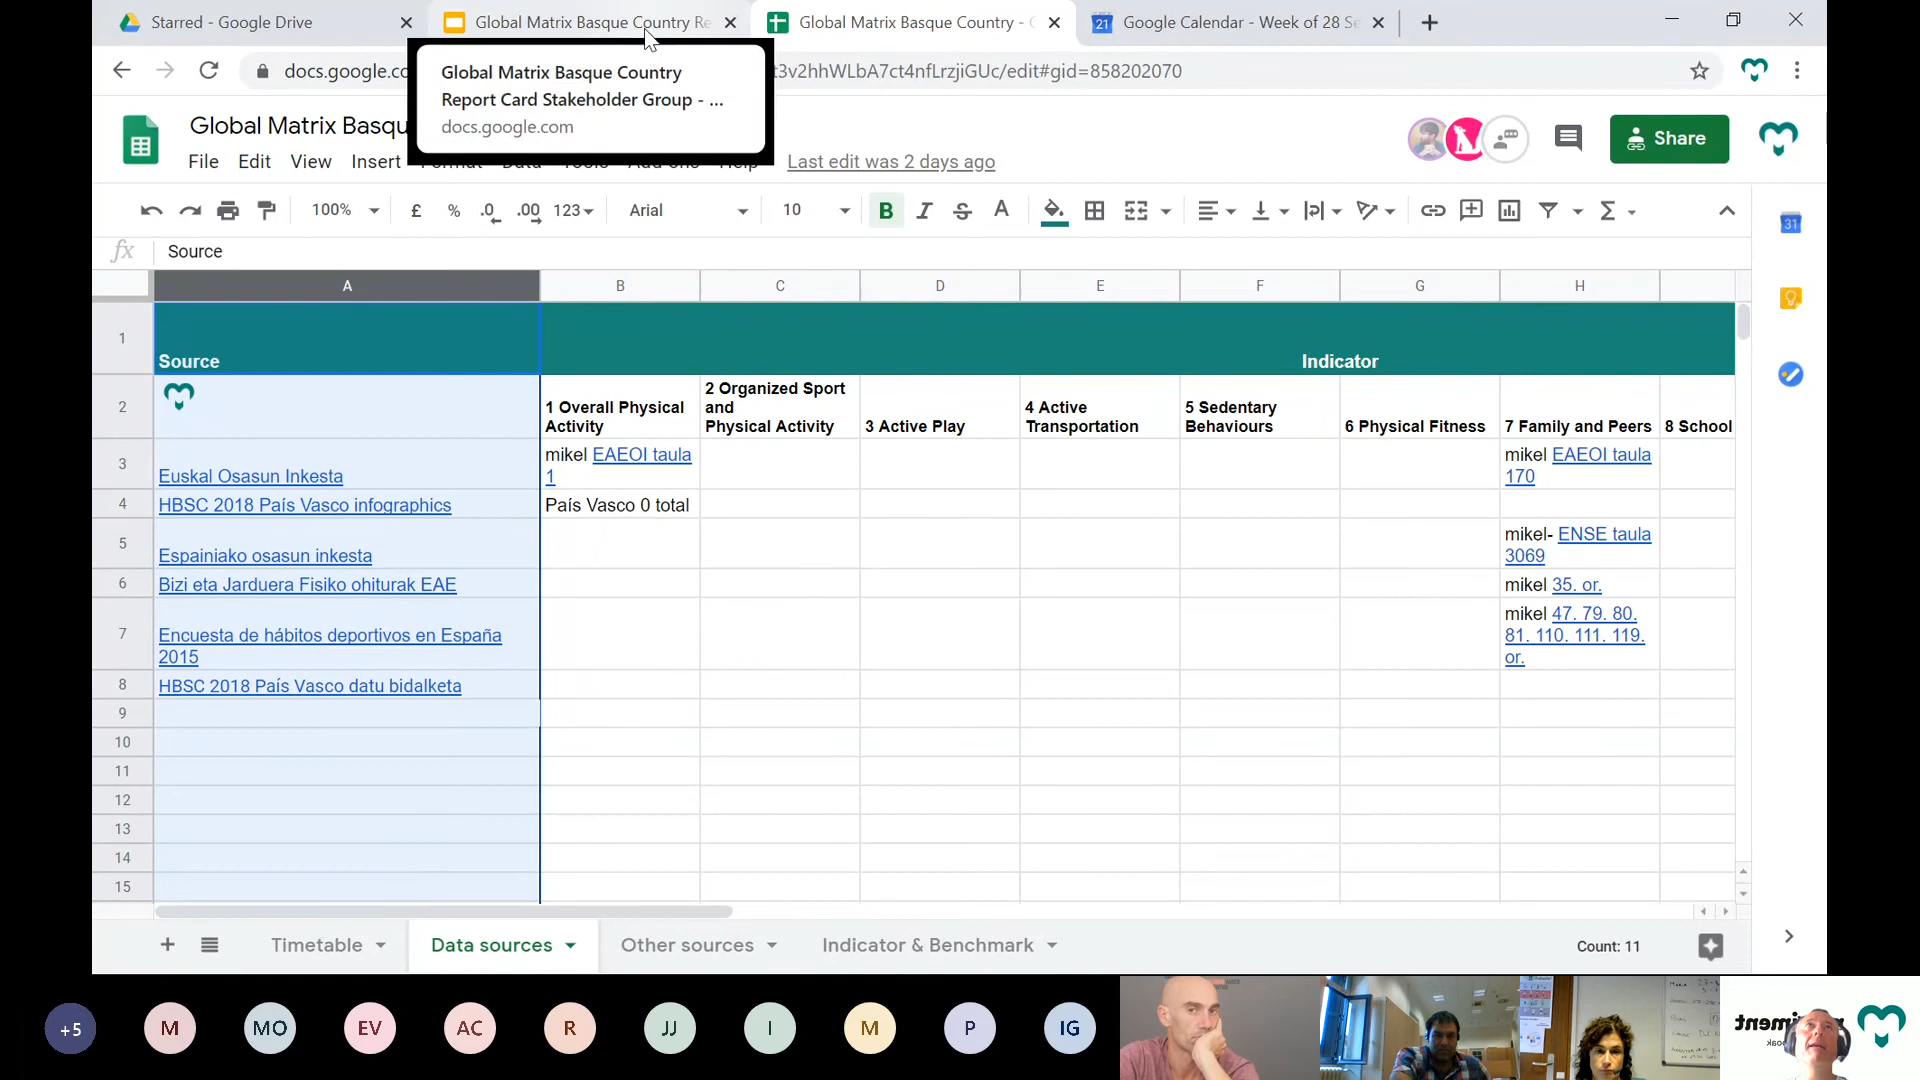 Starred - Google Drive
Global Matrix Basque Country Re
Global Matrix Basque Country - G
Google Calendar - Week of 28 Se
docs.google.co
t3v2hhWLbA7ct4nfLrzjiGUc/edit#gid=858202070
Global Matrix Basque Country
Report Card Stakeholder Group - ...
docs.google.com
Global Matrix Basqu
File Edit View Insert Format Data Tools Add-ons Help Last edit was 2 days ago
Share
100% £ % .0 .00 123 Arial 10 B I S A
31
fx Source
A B C D E F G H
1 Source Indicator
2
1 Overall Physical
Activity
2 Organized Sport
and
Physical Activity
3 Active Play
4 Active
Transportation
5 Sedentary
Behaviours
6 Physical Fitness
7 Family and Peers
8 School
3 Euskal Osasun Inkesta
mikel EAEOI taula
1
mikel EAEOI taula
170
4 HBSC 2018 País Vasco infographics País Vasco 0 total
5 Espainiako osasun inkesta
mikel- ENSE taula
3069
6 Bizi eta Jarduera Fisiko ohiturak EAE mikel 35. or.
7 Encuesta de hábitos deportivos en España
2015
mikel 47. 79. 80.
81. 110. 111. 119.
or.
8 HBSC 2018 País Vasco datu bidalketa
9
10
11
12
13
14
15
Timetable Data sources Other sources Indicator & Benchmark Count: 11
+5 M MO EV AC R JJ I M P IG